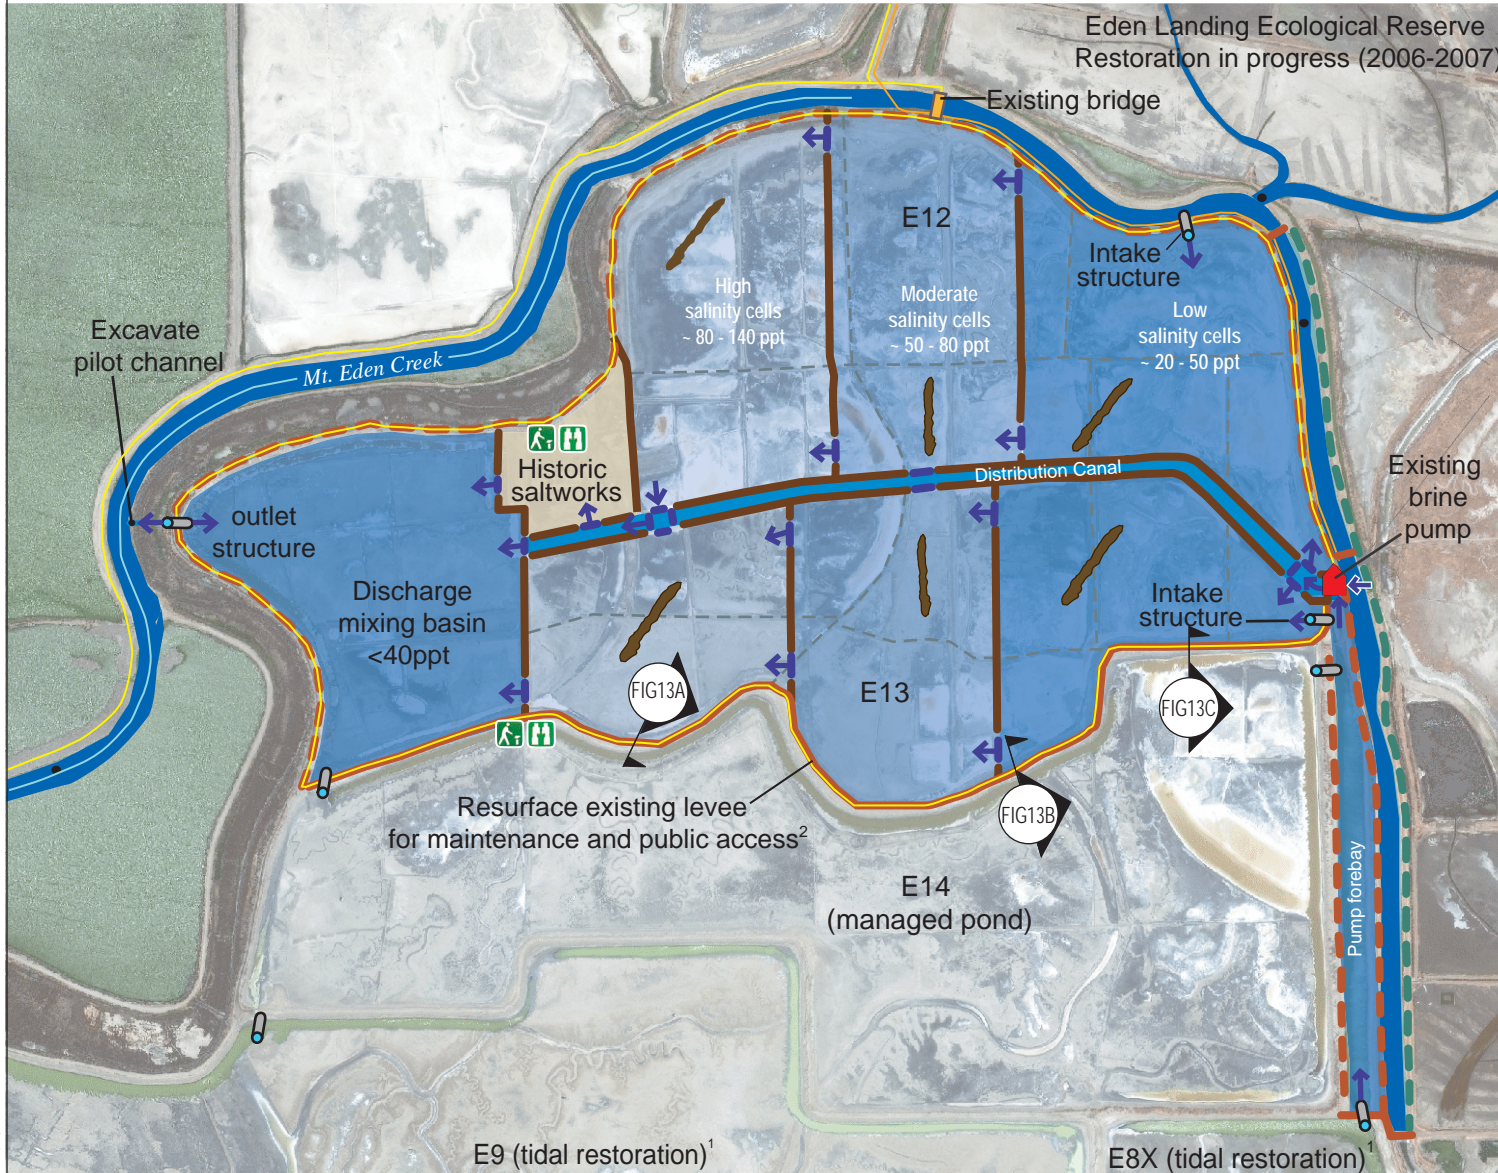 Eden Landing Ecological Reserve
Restoration in progress (2006-2007)
Existing bridge
E12
Intake
structure
High
salinity cells
~ 80 - 140 ppt
Moderate
salinity cells
~ 50 - 80 ppt
Low
salinity cells
~ 20 - 50 ppt
Excavate
pilot channel
Mt. Eden Creek
Historic
saltworks
Distribution Canal
Existing
brine
pump
outlet
structure
Discharge
mixing basin
<40ppt
Intake
structure
FIG13A
E13
FIG13C
Resurface existing levee
for maintenance and public access2
FIG13B
E14
(managed pond)
Pump forebay
E9 (tidal restoration)1
E8X (tidal restoration)1